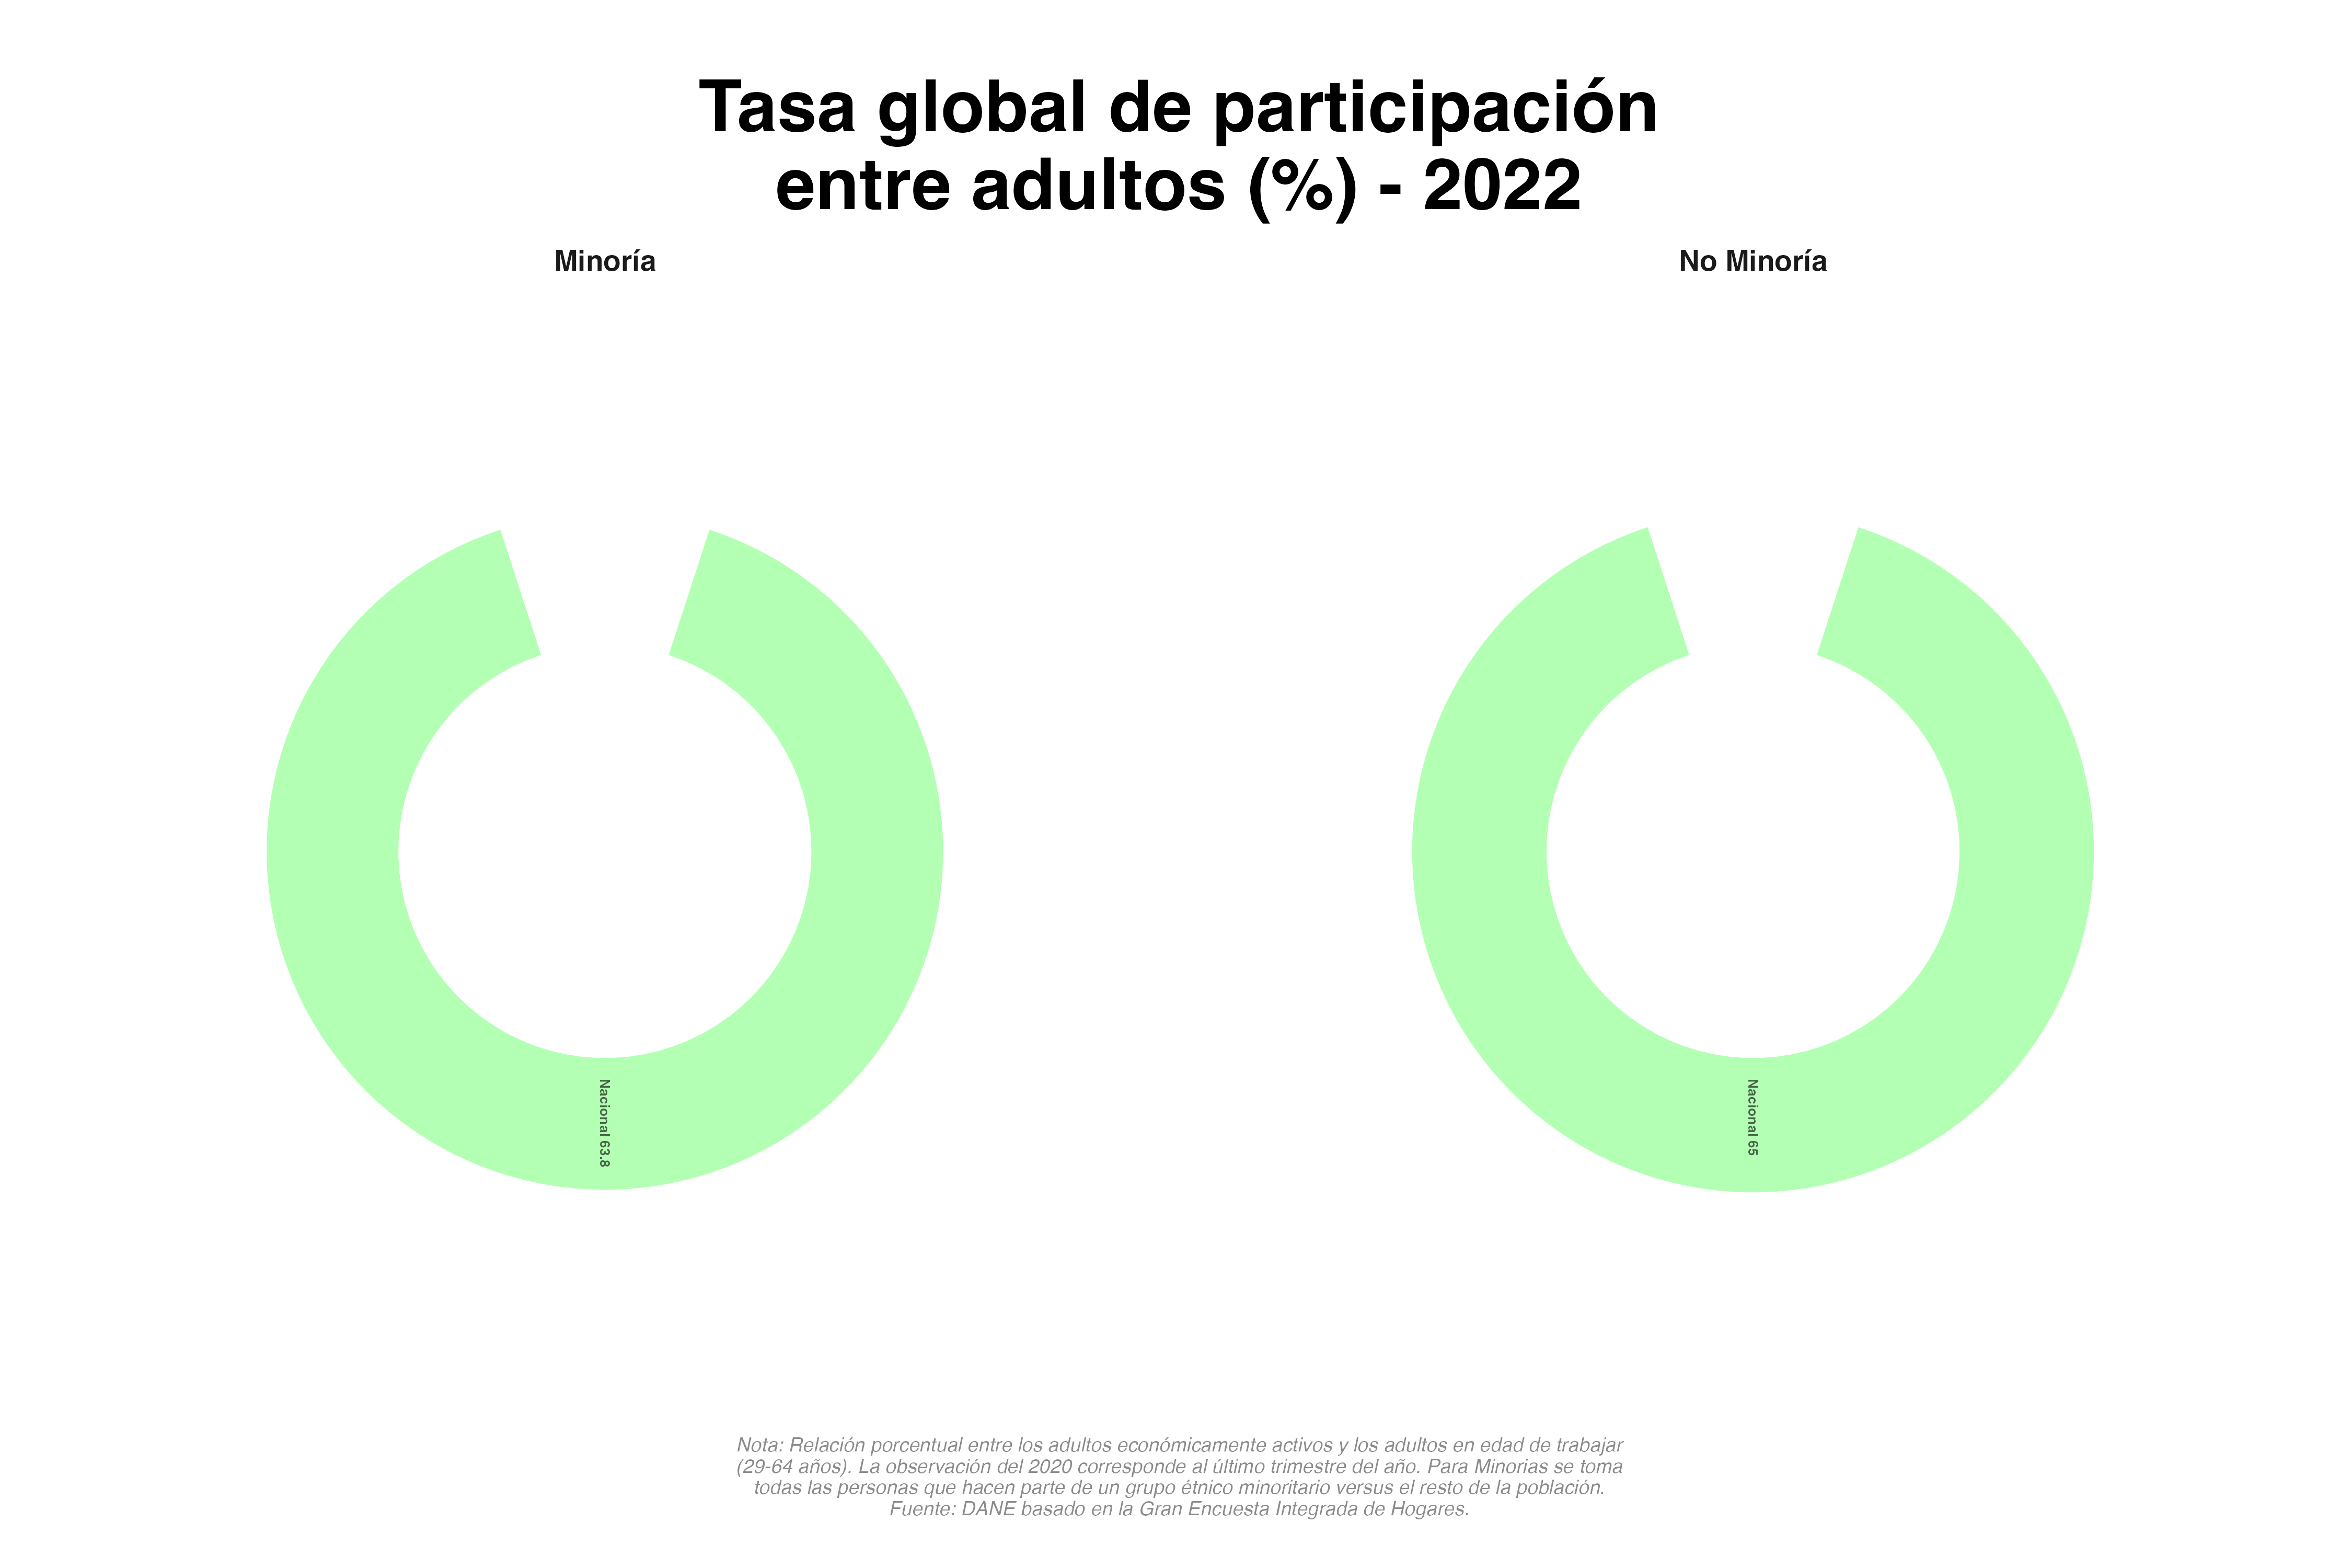 Tasa global de participación
entre adultos (%) - 2022
Minoría
No Minoría
Nacional 63.8
Nacional 65
Nota: Relación porcentual entre los adultos económicamente activos y los adultos en edad de trabajar
(29-64 años). La observación del 2020 corresponde al último trimestre del año. Para Minorias se toma
todas las personas que hacen parte de un grupo étnico minoritario versus el resto de la población.
Fuente: DANE basado en la Gran Encuesta Integrada de Hogares.